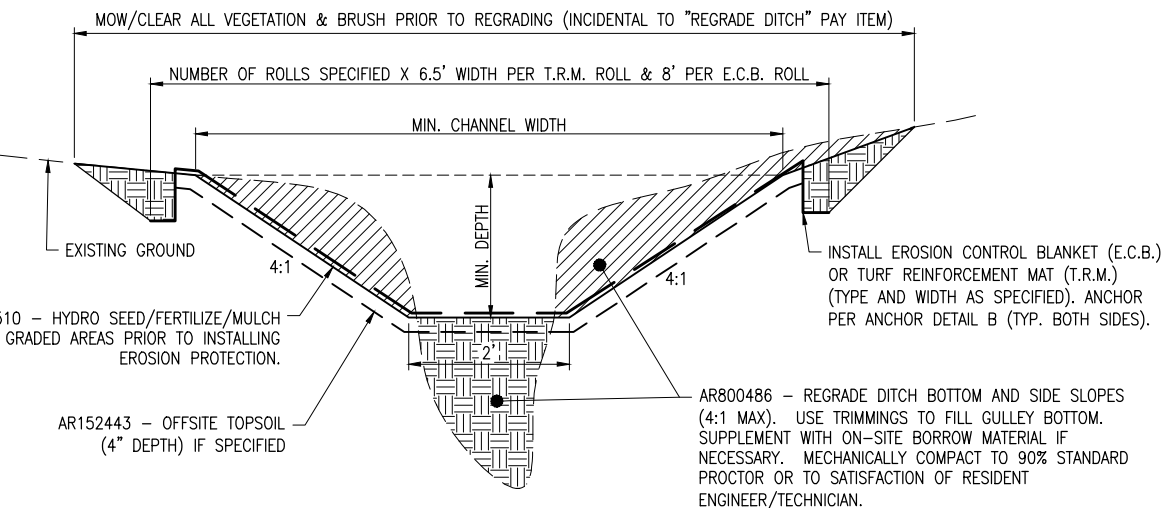 MOW/CLEAR ALL VEGETATION & BRUSH PRIOR TO REGRADING (INCIDENTAL TO "REGRADE DITCH" PAY ITEM)
NUMBER OF ROLLS SPECIFIED X 6.5' WIDTH PER T.R.M. ROLL & 8' PER E.C.B. ROLL
MIN. CHANNEL WIDTH
MIN. DEPTH
EXISTING GROUND
4:1
4:1
INSTALL EROSION CONTROL BLANKET (E.C.B.)
OR TURF REINFORCEMENT MAT (T.R.M.)
(TYPE AND WIDTH AS SPECIFIED). ANCHOR
PER ANCHOR DETAIL B (TYP. BOTH SIDES).
510 – HYDRO SEED/FERTILIZE/MULCH
GRADED AREAS PRIOR TO INSTALLING
EROSION PROTECTION.
2'
AR152443 – OFFSITE TOPSOIL
(4" DEPTH) IF SPECIFIED
AR800486 – REGRADE DITCH BOTTOM AND SIDE SLOPES
(4:1 MAX). USE TRIMMINGS TO FILL GULLEY BOTTOM.
SUPPLEMENT WITH ON–SITE BORROW MATERIAL IF
NECESSARY. MECHANICALLY COMPACT TO 90% STANDARD
PROCTOR OR TO SATISFACTION OF RESIDENT
ENGINEER/TECHNICIAN.